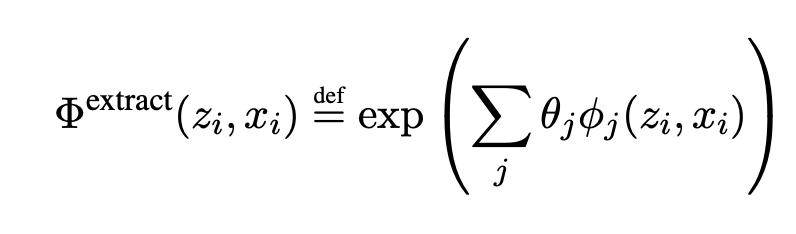 Φ^extract(z_i, x_i) ≝ exp(∑_j θ_j ϕ_j(z_i, x_i))